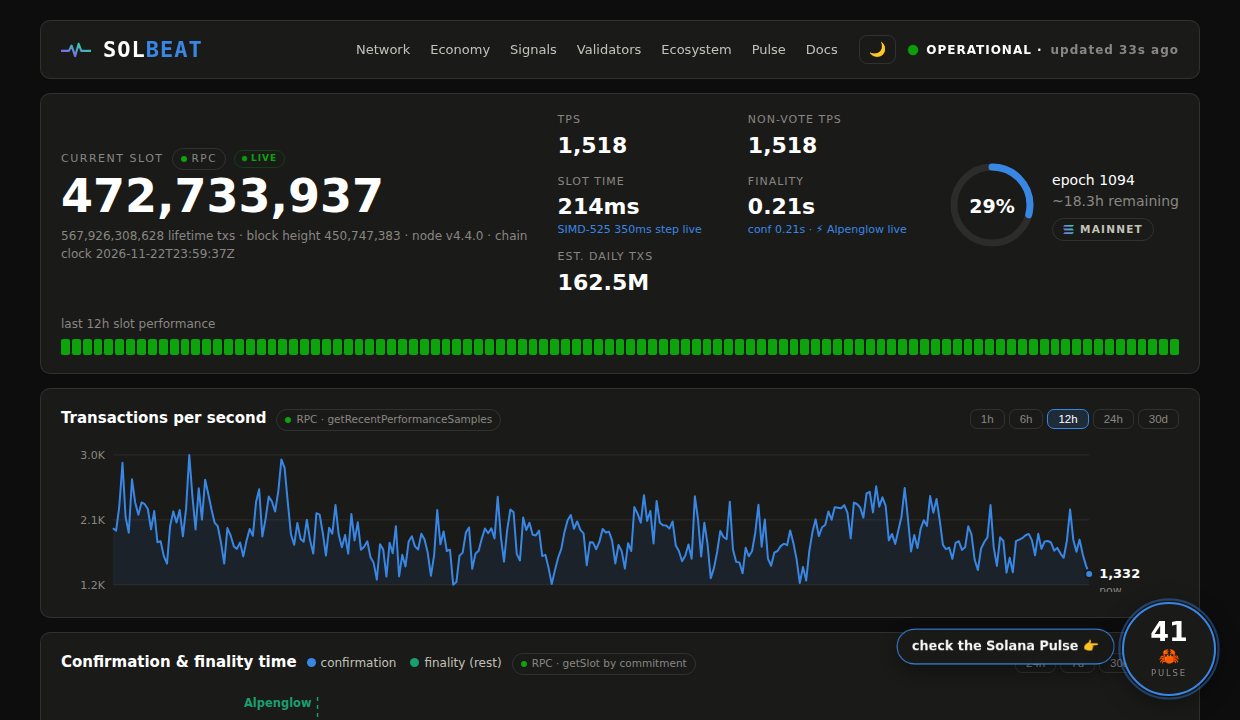 SOLBEAT
Network Economy Signals Validators Ecosystem Pulse Docs
OPERATIONAL · updated 33s ago
CURRENT SLOT RPC LIVE
472,733,937
567,926,308,628 lifetime txs · block height 450,747,383 · node v4.4.0 · chain
clock 2026-11-22T23:59:37Z
TPS
1,518
NON-VOTE TPS
1,518
SLOT TIME
214ms
SIMD-525 350ms step live
FINALITY
0.21s
conf 0.21s · ⚡ Alpenglow live
EST. DAILY TXS
162.5M
29%
epoch 1094
~18.3h remaining
MAINNET
last 12h slot performance
Transactions per second RPC · getRecentPerformanceSamples
1h 6h 12h 24h 30d
3.0K
2.1K
1.2K
1,332
now
Confirmation & finality time confirmation finality (rest) RPC · getSlot by commitment
24h 7d
Alpenglow
check the Solana Pulse 👉
41
🦀
PULSE